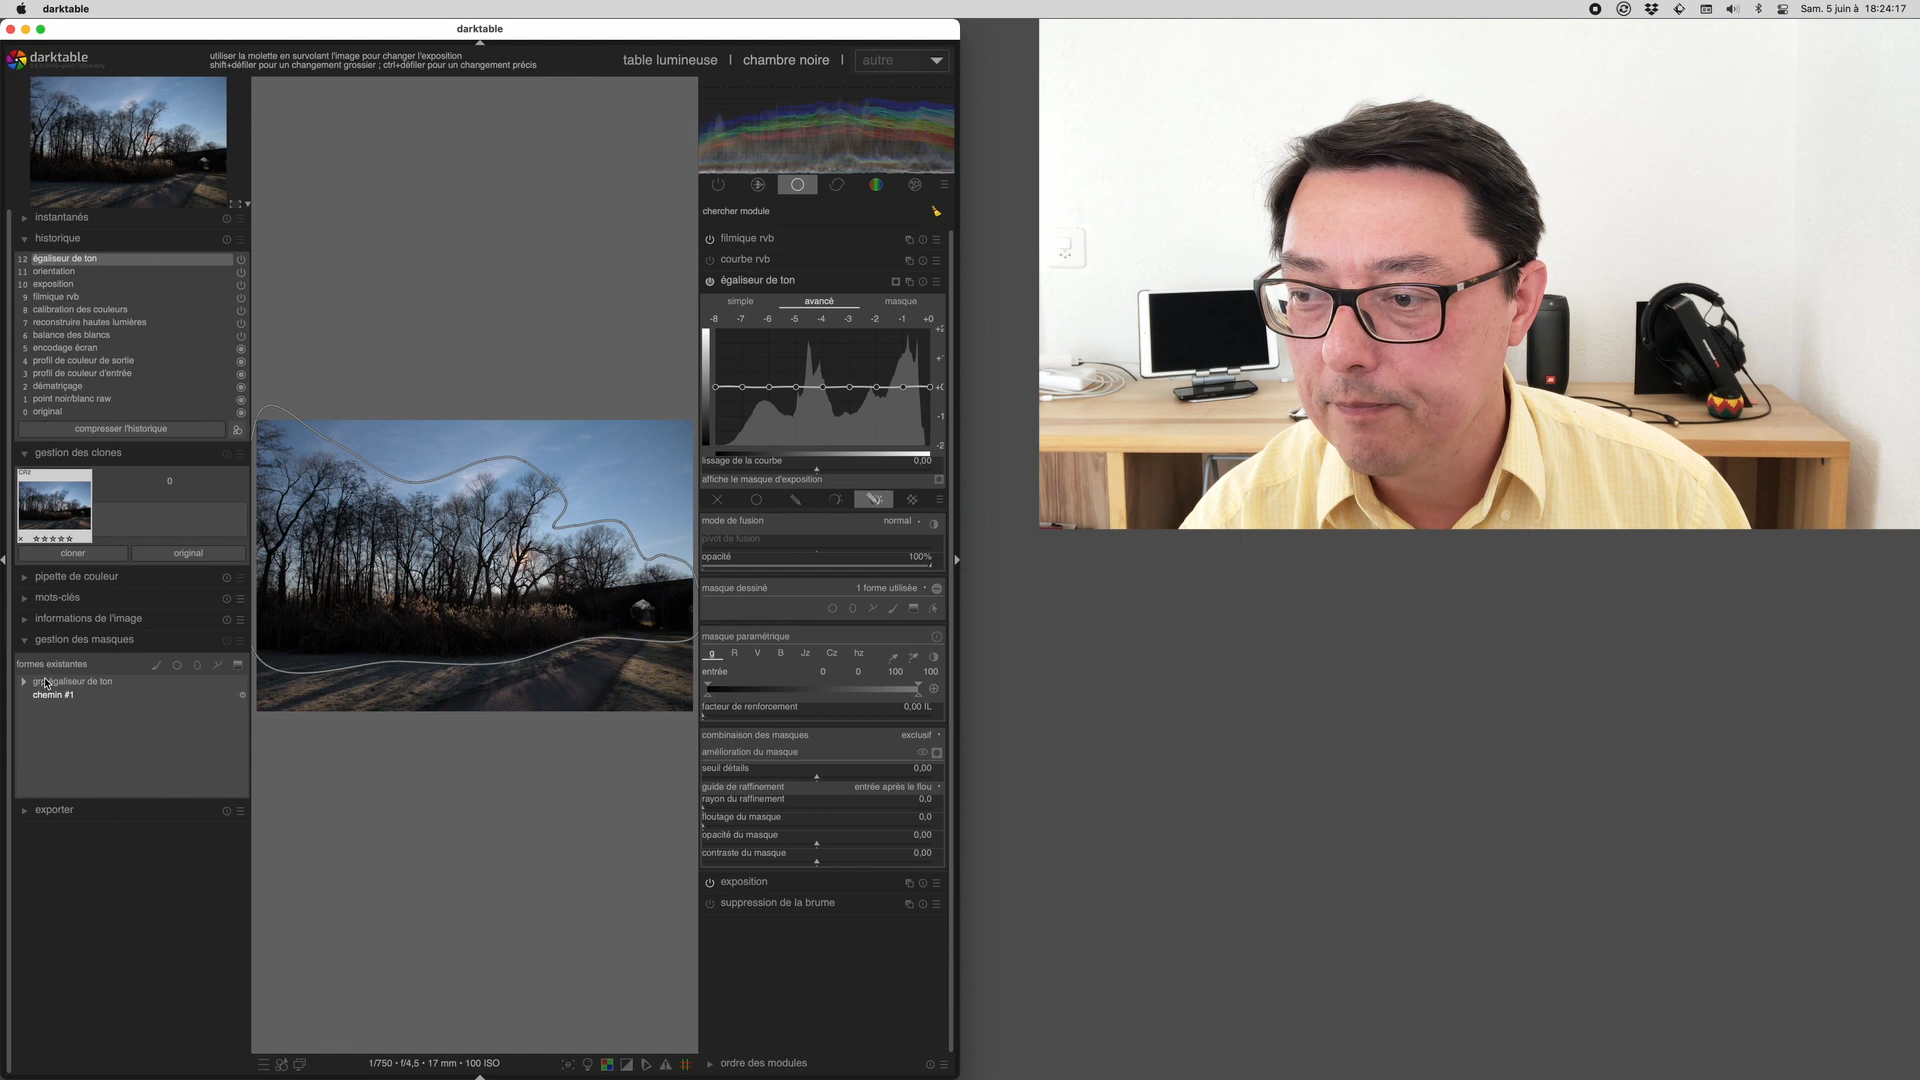 darktable
Sam. 5 juin à 18:24:17
darktable
darktable
utiliser la molette en survolant l'image pour changer l'exposition
shift+défiler pour un changement grossier ; ctrl+défiler pour un changement précis
table lumineuse | chambre noire | autre
instantanés
historique
12 égaliseur de ton
11 orientation
10 exposition
9 filmique rvb
8 calibration des couleurs
7 reconstruire hautes lumières
6 balance des blancs
5 encodage écran
4 profil de couleur de sortie
3 profil de couleur d'entrée
2 dématriçage
1 point noir/blanc raw
0 original
compresser l'historique
gestion des clones
CR2
0
cloner
original
pipette de couleur
mots-clés
informations de l'image
gestion des masques
formes existantes
égaliseur de ton
chemin #1
exporter
1/750 • f/4,5 • 17 mm • 100 ISO
chercher module
filmique rvb
courbe rvb
égaliseur de ton
simple
avancé
masque
-8 -7 -6 -5 -4 -3 -2 -1 +0
lissage de la courbe 0,00
affiche le masque d'exposition
mode de fusion normal
pivot de fusion
opacité 100%
masque dessiné 1 forme utilisée
masque paramétrique
g R V B Jz Cz hz
entrée 0 0 100 100
facteur de renforcement 0,00 IL
combinaison des masques exclusif
amélioration du masque
seuil détails 0,00
guide de raffinement entrée après le flou
rayon du raffinement 0,0
floutage du masque 0,0
opacité du masque 0,00
contraste du masque 0,00
exposition
suppression de la brume
ordre des modules
JBL